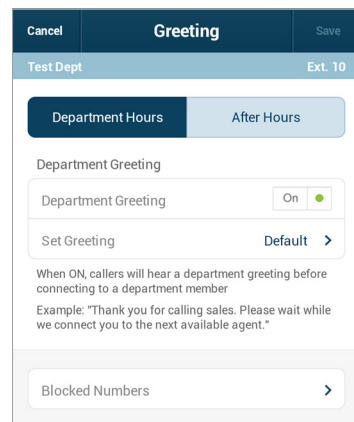 Cancel Greeting Save
Test Dept Ext. 10
Department Hours After Hours
Department Greeting
Department Greeting On
Set Greeting Default
When ON, callers will hear a department greeting before
connecting to a department member
Example: "Thank you for calling sales. Please wait while
we connect you to the next available agent."
Blocked Numbers